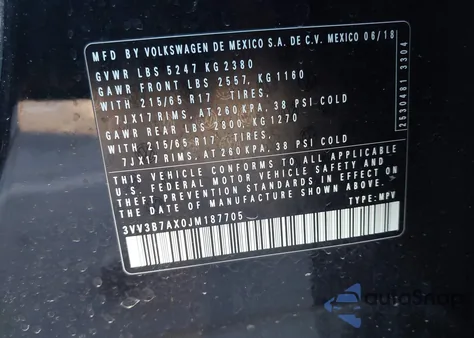 MFD BY VOLKSWAGEN DE MEXICO S.A. DE C.V. MEXICO 06/18
GVWR LBS 5247 KG 2380
GAWR FRONT LBS 2557, KG 1160
WITH 215/65 R17 TIRES,
7JX17 RIMS, AT 260 KPA, 38 PSI COLD
GAWR REAR LBS 2800, KG 1270
WITH 215/65 R17 TIRES,
7JX17 RIMS, AT 260 KPA, 38 PSI COLD
THIS VEHICLE CONFORMS TO ALL APPLICABLE
U.S. FEDERAL MOTOR VEHICLE SAFETY AND
THEFT PREVENTION STANDARDS IN EFFECT ON
THE DATE OF MANUFACTURE SHOWN ABOVE.
3VV3B7AX0JM187705
TYPE: MPV
2530481 3304
autoSnap